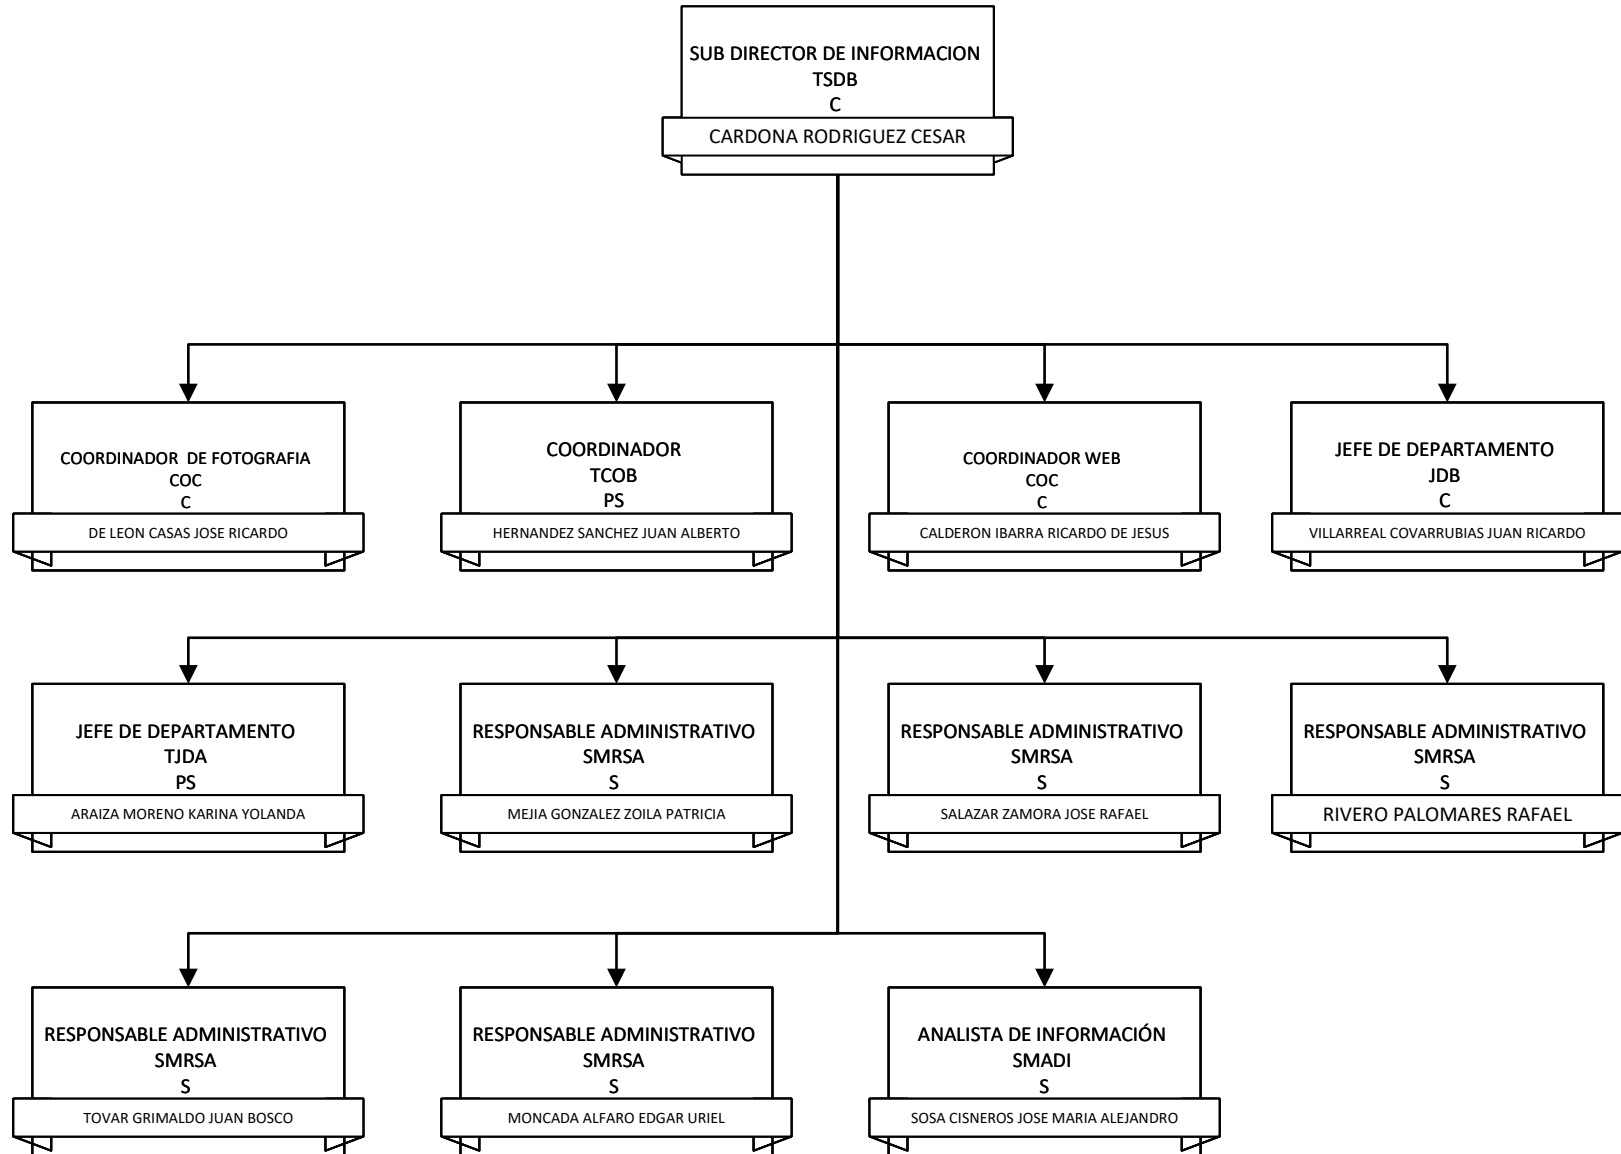 SUB DIRECTOR DE INFORMACION
TSDB
C
CARDONA RODRIGUEZ CESAR
COORDINADOR  DE FOTOGRAFIA
COC
C
DE LEON CASAS JOSE RICARDO
COORDINADOR
TCOB
PS
HERNANDEZ SANCHEZ JUAN ALBERTO
COORDINADOR WEB
COC
C
CALDERON IBARRA RICARDO DE JESUS
JEFE DE DEPARTAMENTO
JDB
C
VILLARREAL COVARRUBIAS JUAN RICARDO
JEFE DE DEPARTAMENTO
TJDA
PS
ARAIZA MORENO KARINA YOLANDA
RESPONSABLE ADMINISTRATIVO
SMRSA
S
MEJIA GONZALEZ ZOILA PATRICIA
RESPONSABLE ADMINISTRATIVO
SMRSA
S
SALAZAR ZAMORA JOSE RAFAEL
RESPONSABLE ADMINISTRATIVO
SMRSA
S
RIVERO PALOMARES RAFAEL
RESPONSABLE ADMINISTRATIVO
SMRSA
S
TOVAR GRIMALDO JUAN BOSCO
RESPONSABLE ADMINISTRATIVO
SMRSA
S
MONCADA ALFARO EDGAR URIEL
ANALISTA DE INFORMACIÓN
SMADI
S
SOSA CISNEROS JOSE MARIA ALEJANDRO